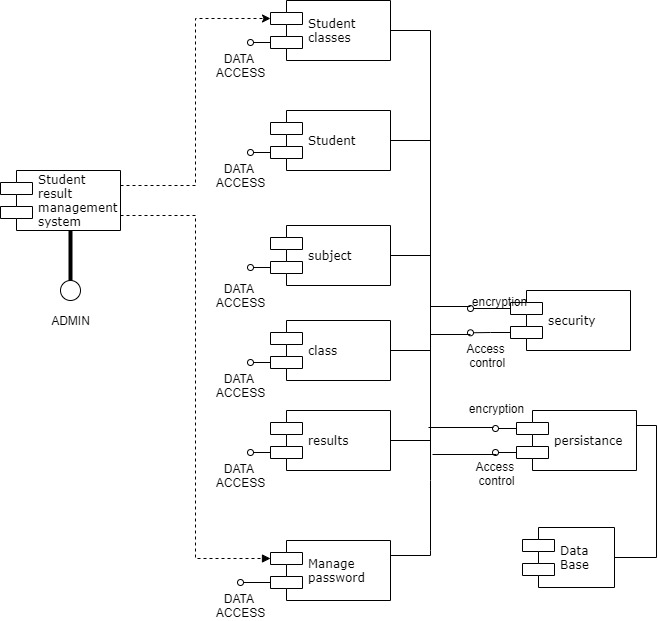 Student
classes
DATA
ACCESS
Student
DATA
ACCESS
Student
result
management
system
ADMIN
subject
DATA
ACCESS
encryption
security
Access
control
class
DATA
ACCESS
encryption
results
persistance
DATA
ACCESS
Access
control
Manage
password
Data
Base
DATA
ACCESS